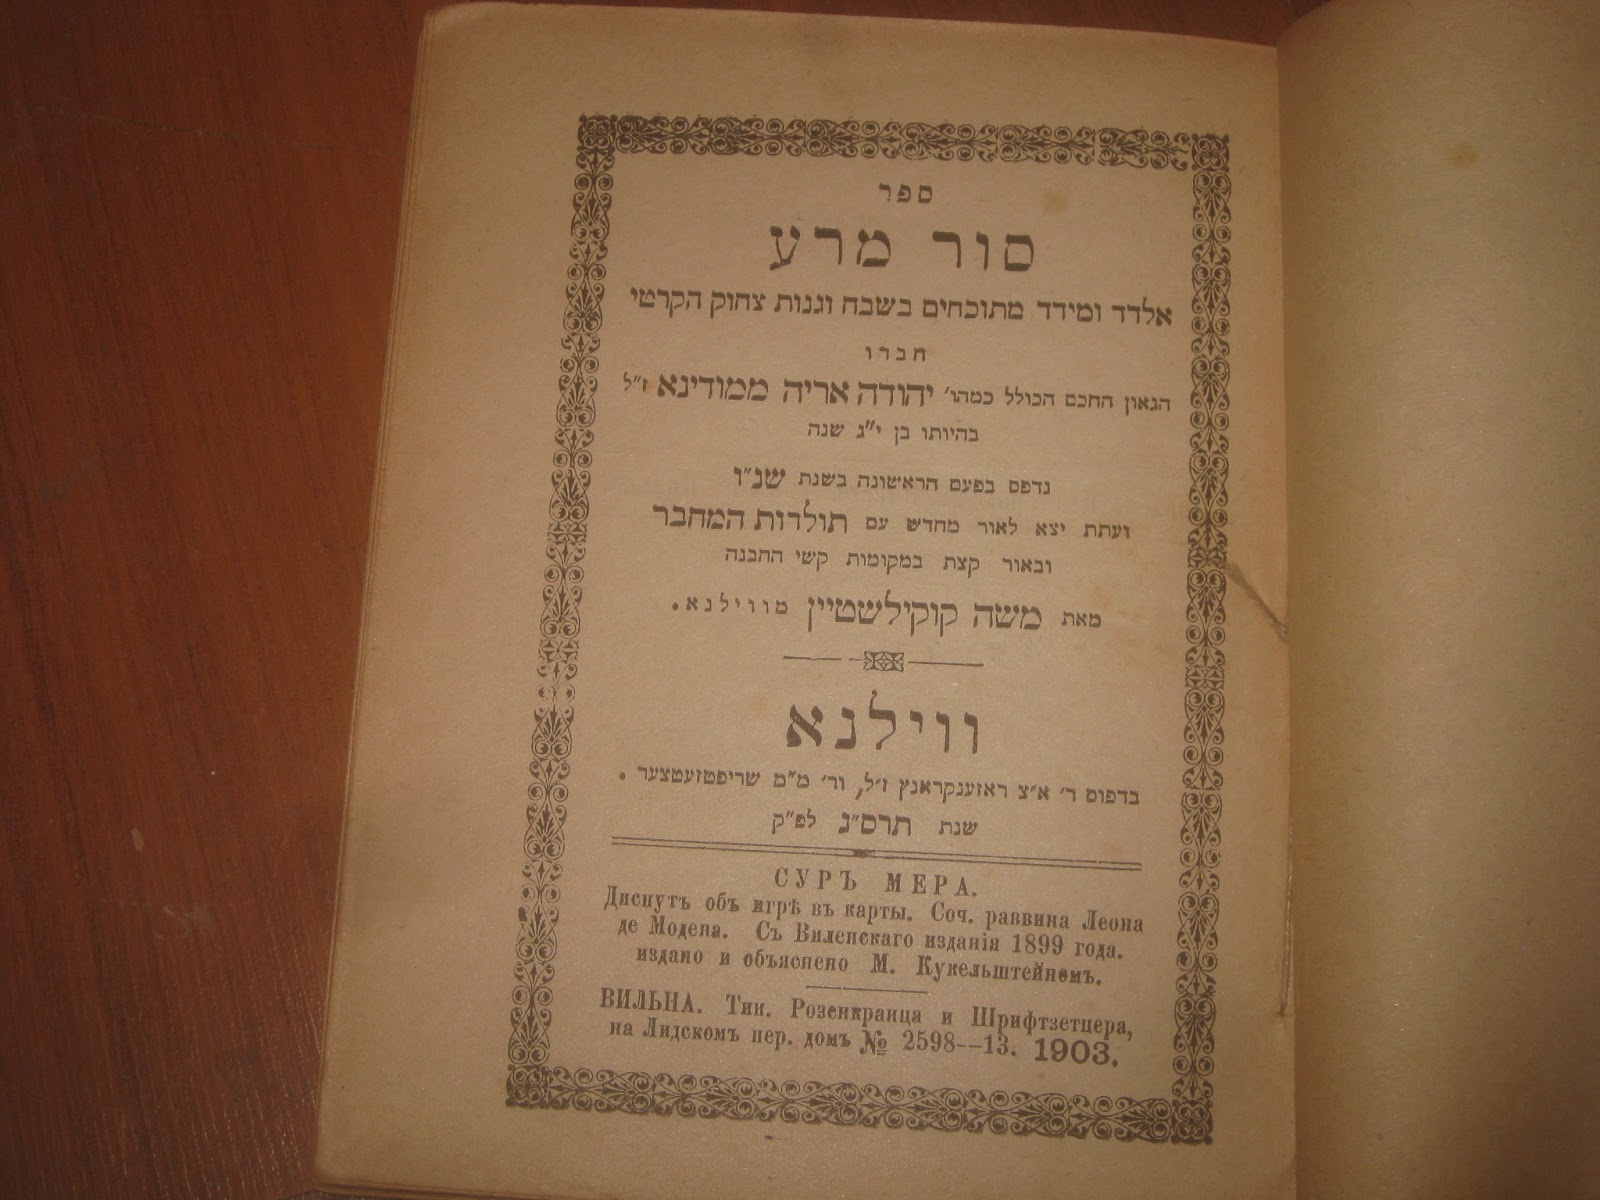 ספר
סור מרע
אלדד ומידד מתוכחים בשבח וגנות צחוק הקרטי
חברו
הגאון החכם הכולל כמהו׳ יהודה אריה ממודינא ז״ל
בהיותו בן י״ג שנה
נדפס בפעם הראשונה בשנת שנ״ו
ועתה יצא לאור מחדש עם תולדות המחבר
ובאור קצת במקומות קשי ההבנה
מאת משה קוקילשטיין מווילנא.
ווילנא
בדפוס ר׳ א״צ ראזענקראנץ ז״ל, ור׳ מ״מ שריפטזעטצער.
שנת תרס״ג לפ״ק
СУРЪ МЕРА.
Диспутъ объ игрѣ въ карты. Соч. раввина Леона
де Модена. Съ Виленскаго изданія 1899 года.
издано и объяснено М. Кукельштейномъ.
ВИЛЬНА. Тип. Розенкранца и Шрифтзетцера,
на Лидскомъ пер. домъ № 2598--13. 1903.